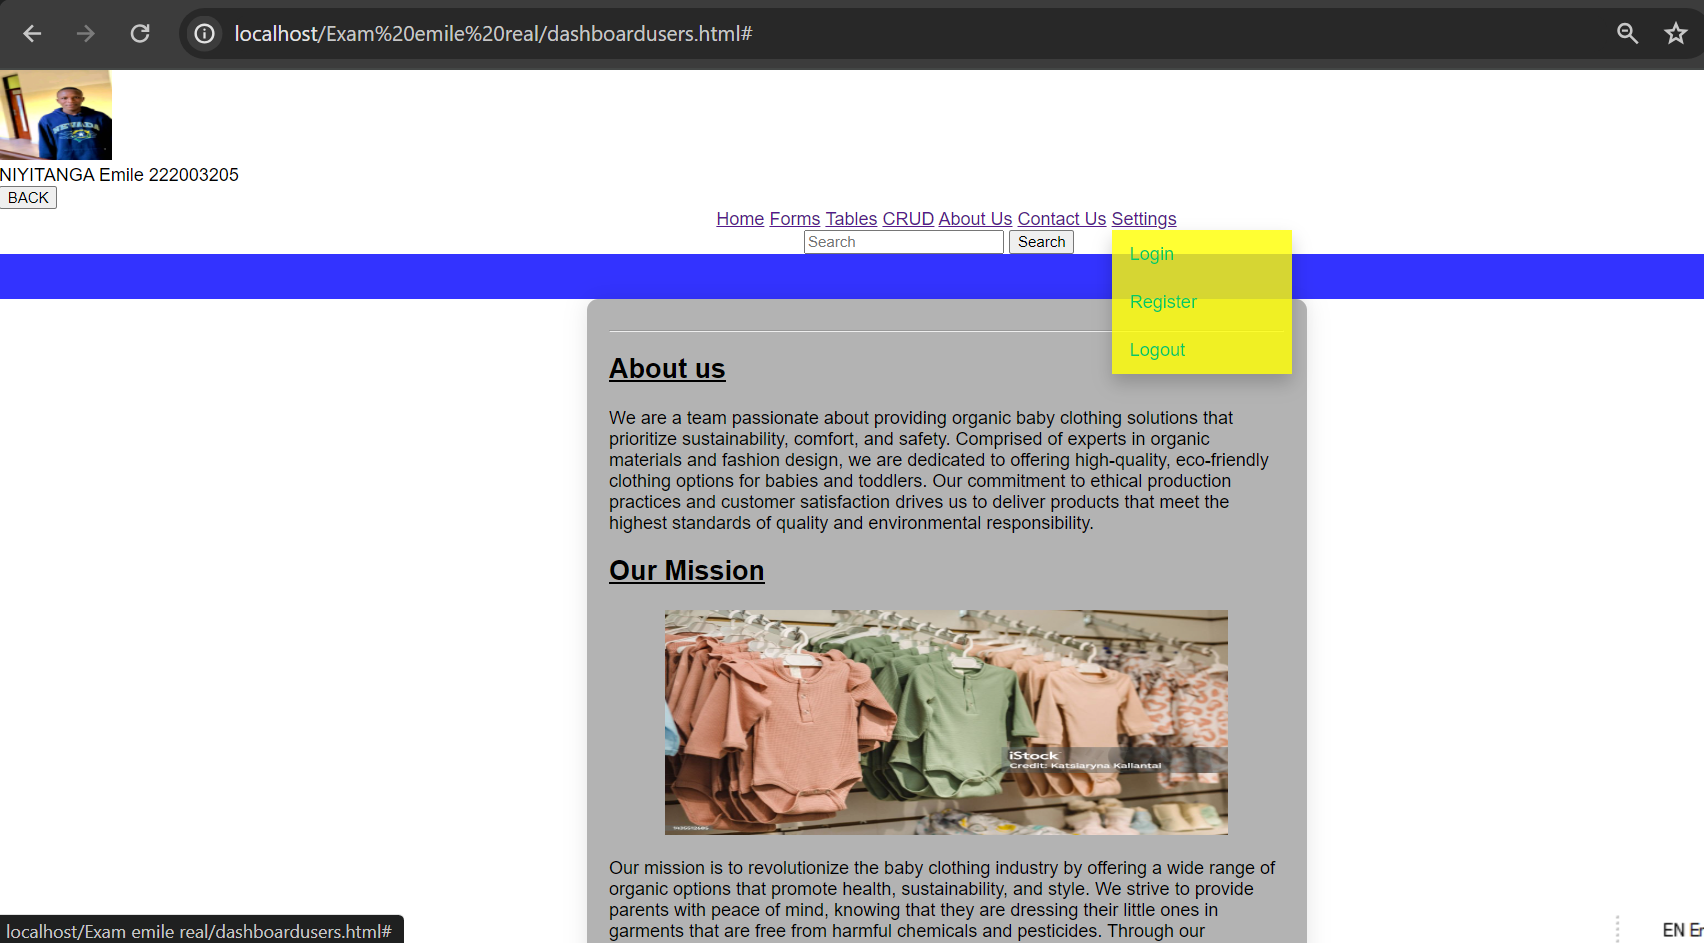 localhost/Exam%20emile%20real/dashboardusers.html#
NEVADA
NIYITANGA Emile 222003205
BACK
Home Forms Tables CRUD About Us Contact Us Settings
Search Search
Login
Register
Logout
About us
We are a team passionate about providing organic baby clothing solutions that
prioritize sustainability, comfort, and safety. Comprised of experts in organic
materials and fashion design, we are dedicated to offering high-quality, eco-friendly
clothing options for babies and toddlers. Our commitment to ethical production
practices and customer satisfaction drives us to deliver products that meet the
highest standards of quality and environmental responsibility.
Our Mission
iStock
Credit: Katsiaryna Kaliantai
Our mission is to revolutionize the baby clothing industry by offering a wide range of
organic options that promote health, sustainability, and style. We strive to provide
parents with peace of mind, knowing that they are dressing their little ones in
garments that are free from harmful chemicals and pesticides. Through our
localhost/Exam emile real/dashboardusers.html#
EN